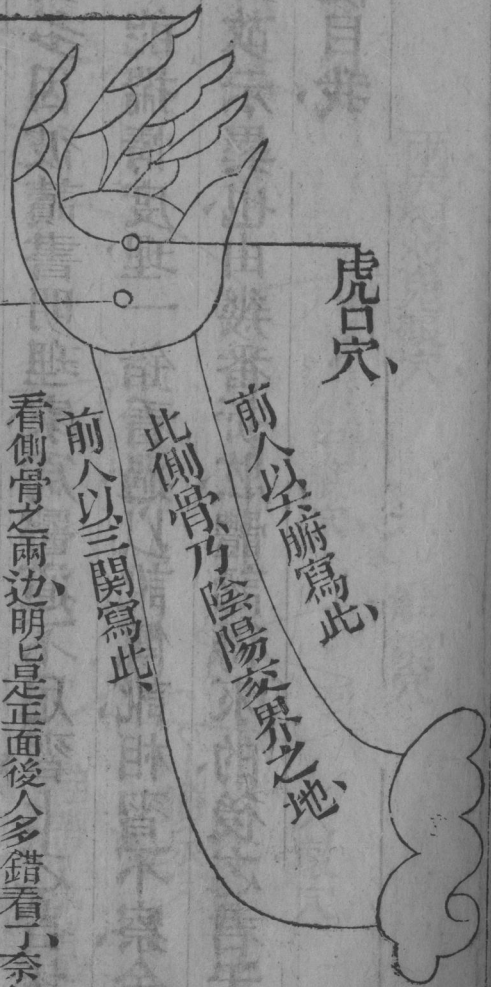 虎口穴、
前人以六腑寫此、
此側骨、乃陰陽交界之地、
前人以三関寫此、
看側骨之兩边、明〻是正面後人多錯看了、奈